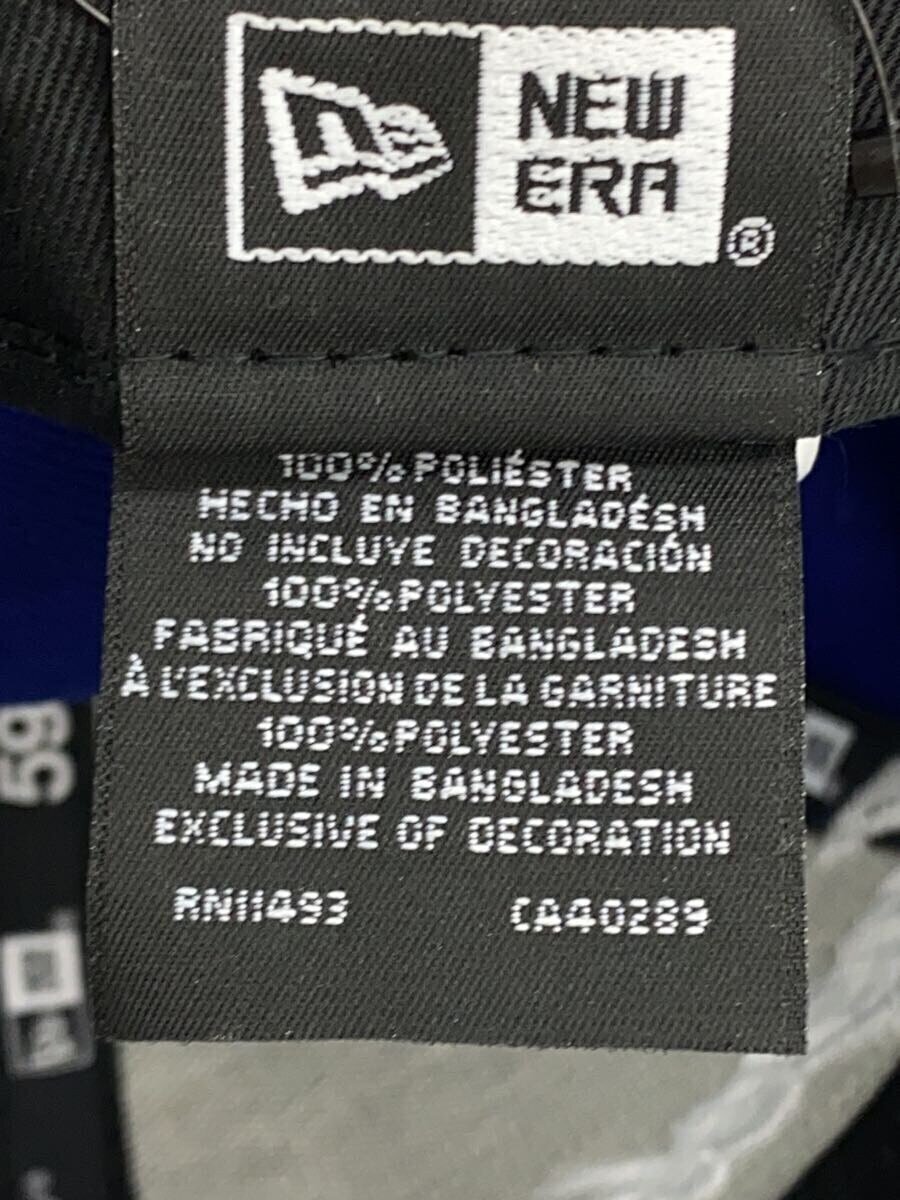 NEW
ERA
®
100% POLIÉSTER
HECHO EN BANGLADÉSH
NO INCLUYE DECORACIÓN
100% POLYESTER
FABRIQUÉ AU BANGLADESH
À L'EXCLUSION DE LA GARNITURE
100% POLYESTER
MADE IN BANGLADESH
EXCLUSIVE OF DECORATION
RN11493 CA40289
59